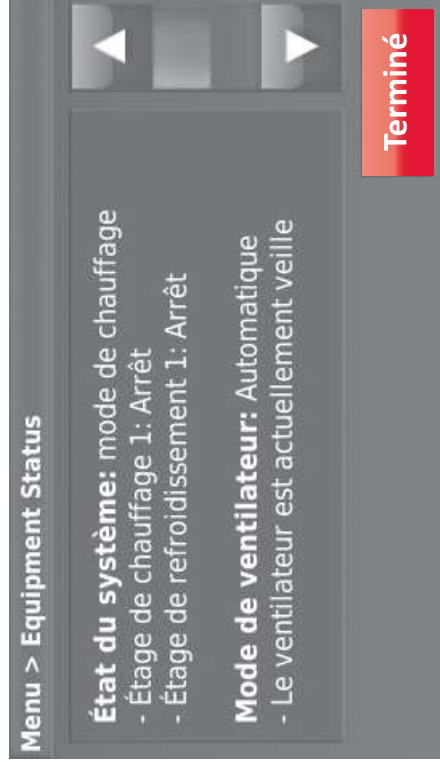 Menu > Equipment Status
État du système: mode de chauffage
- Étage de chauffage 1: Arrêt
- Étage de refroidissement 1: Arrêt
Mode de ventilateur: Automatique
- Le ventilateur est actuellement veille
Terminé